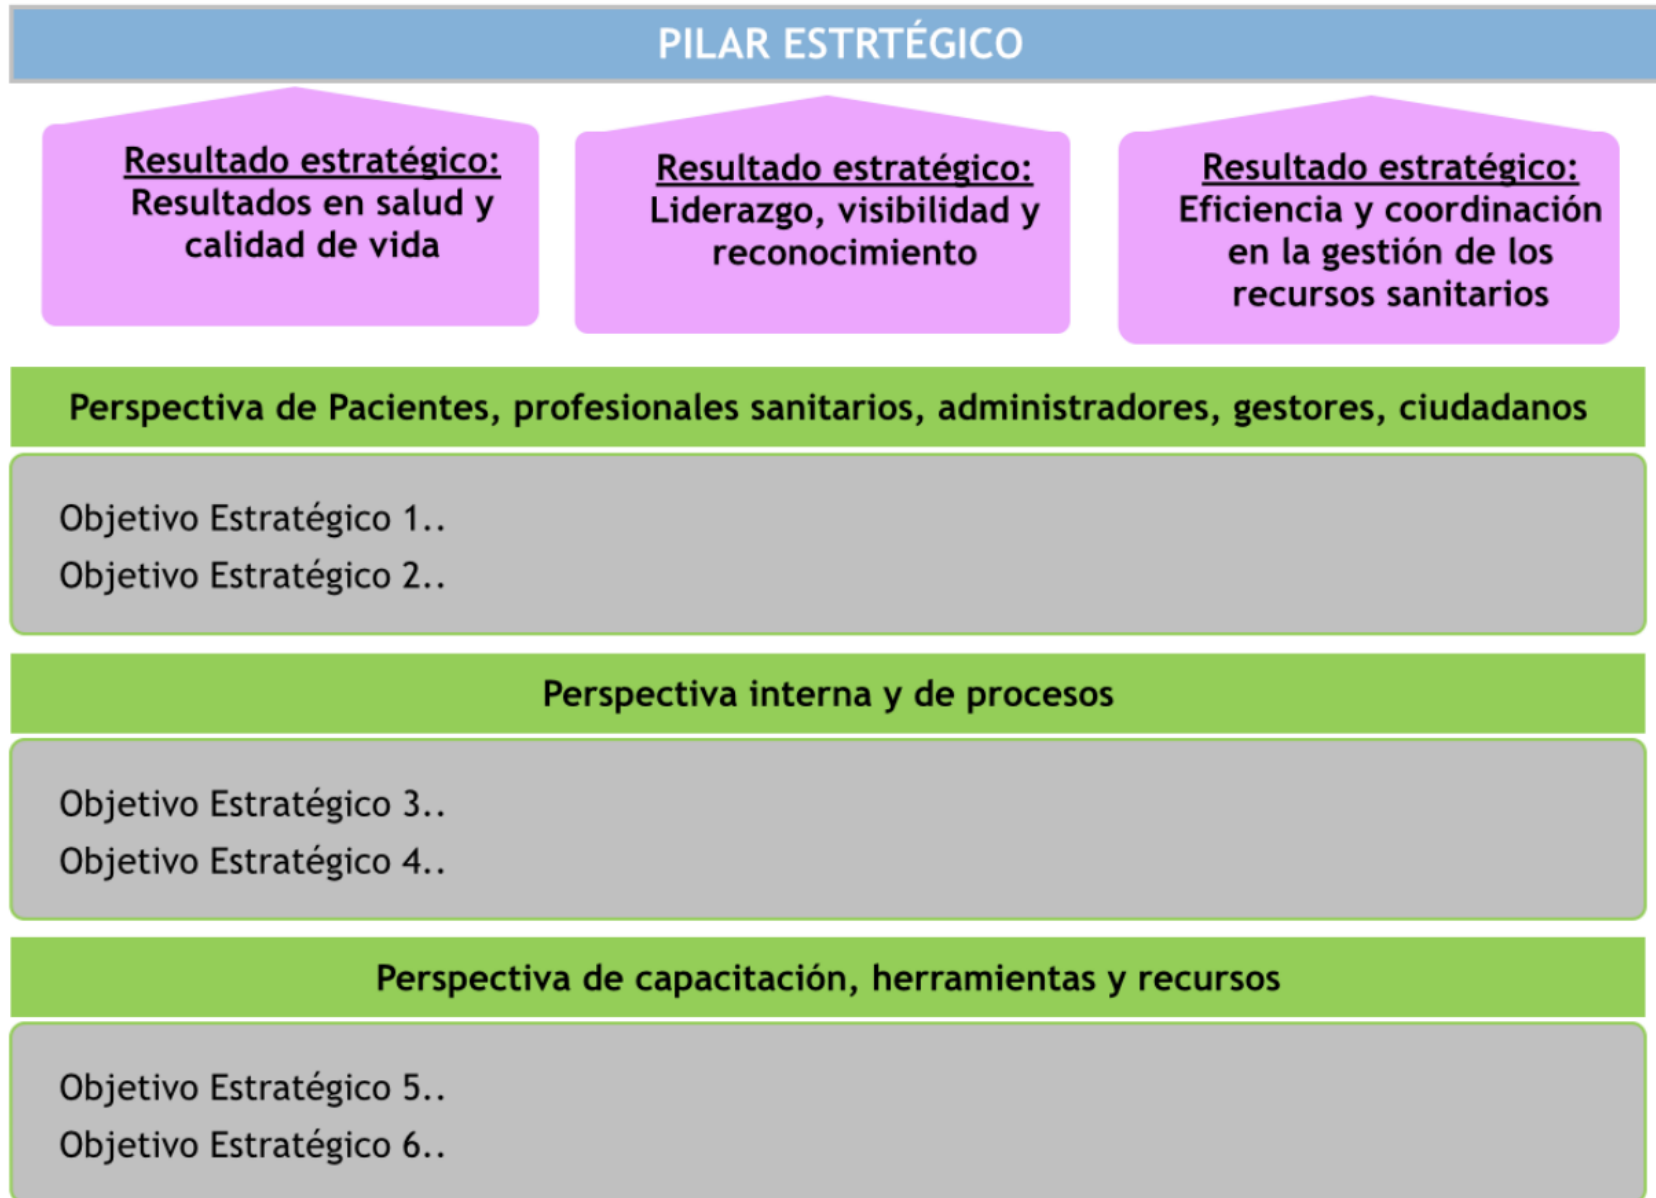 PILAR ESTRTÉGICO
Resultado estratégico:
Resultados en salud y
calidad de vida
Resultado estratégico:
Liderazgo, visibilidad y
reconocimiento
Resultado estratégico:
Eficiencia y coordinación
en la gestión de los
recursos sanitarios
Perspectiva de Pacientes, profesionales sanitarios, administradores, gestores, ciudadanos
Objetivo Estratégico 1..
Objetivo Estratégico 2..
Perspectiva interna y de procesos
Objetivo Estratégico 3..
Objetivo Estratégico 4..
Perspectiva de capacitación, herramientas y recursos
Objetivo Estratégico 5..
Objetivo Estratégico 6..